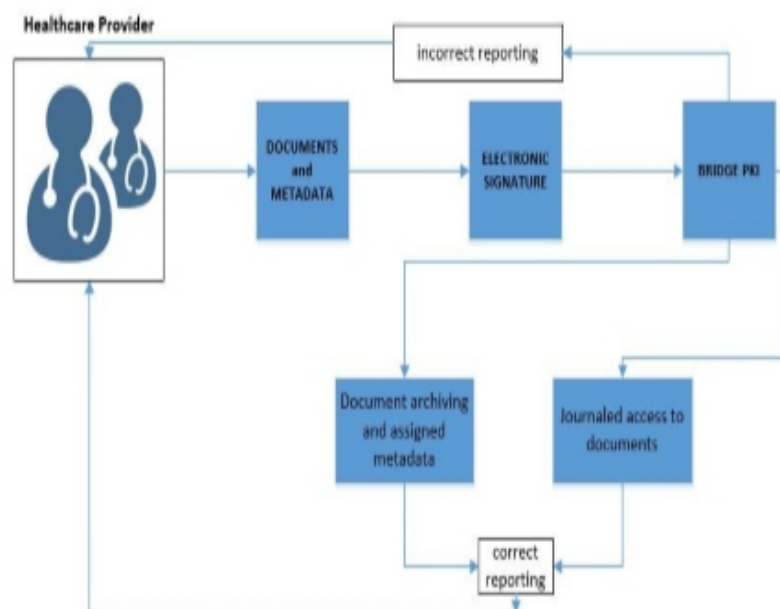 Healthcare Provider
incorrect reporting
DOCUMENTS
and
METADATA
ELECTRONIC
SIGNATURE
BRIDGE PKI
Document archiving
and assigned
metadata
Journaled access to
documents
correct
reporting